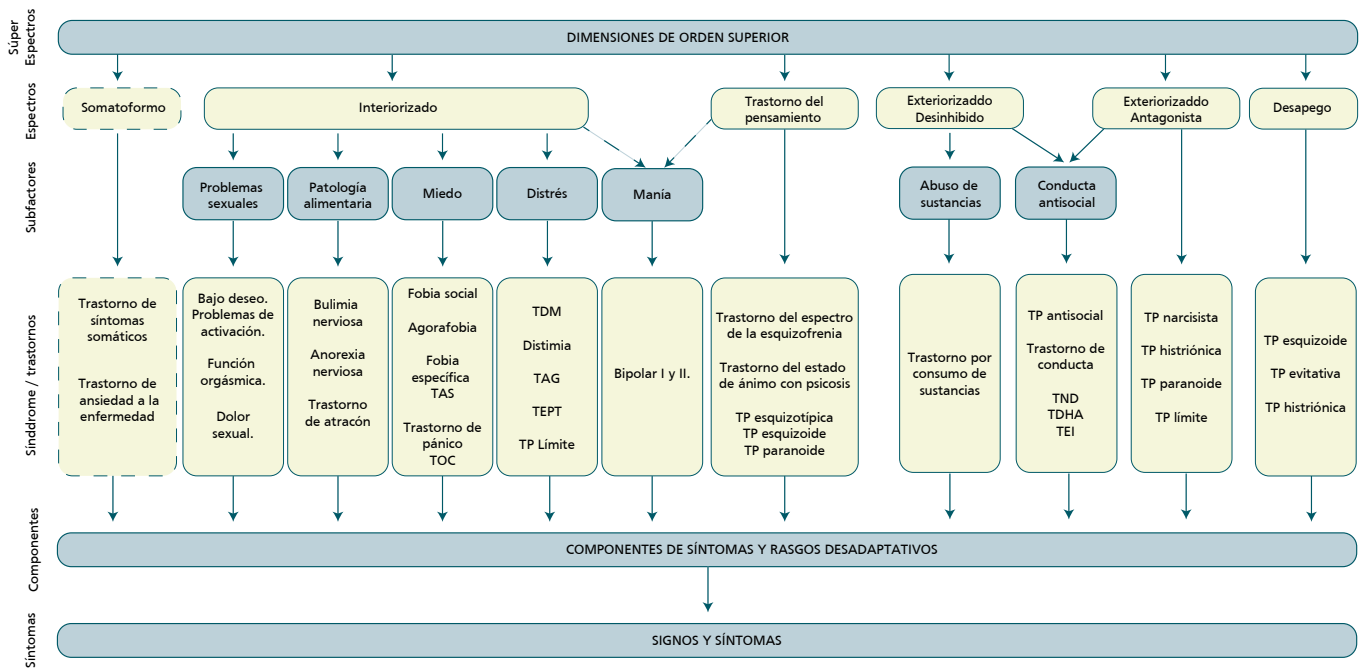 Súper
Espectros
DIMENSIONES DE ORDEN SUPERIOR
Espectros
Somatoformo
Interiorizado
Trastorno del
pensamiento
Exteriorizaddo
Desinhibido
Exteriorizaddo
Antagonista
Desapego
Subfactores
Problemas
sexuales
Patología
alimentaria
Miedo
Distrés
Manía
Abuso de
sustancias
Conducta
antisocial
Sínddrome / trastornos
Trastorno de
síntomas
somáticos
Trastorno de
ansiedad a la
enfermedad
Bajo deseo.
Problemas de
activación.
Función
orgásmica.
Dolor
sexual.
Bulimia
nerviosa
Anorexia
nerviosa
Trastorno
de atracón
Fobia social
Agorafobia
Fobia
específica
TAS
Trastorno de
pánico
TOC
TDM
Distimia
TAG
TEPT
TP Límite
Bipolar I y II.
Trastorno del espectro
de la esquizofrenia
Trastorno del estado
de ánimo con psicosis
TP esquizotípica
TP esquizoide
TP paranoide
Trastorno por
consumo de
sustancias
TP antisocial
Trastorno de
conducta
TND
TDHA
TEI
TP narcisista
TP histriónica
TP paranoide
TP límite
TP esquizoide
TP evitativa
TP histriónica
Componentes
COMPONENTES DE SÍNTOMAS Y RASGOS DESADAPTATIVOS
Síntomas
SIGNOS Y SÍNTOMAS